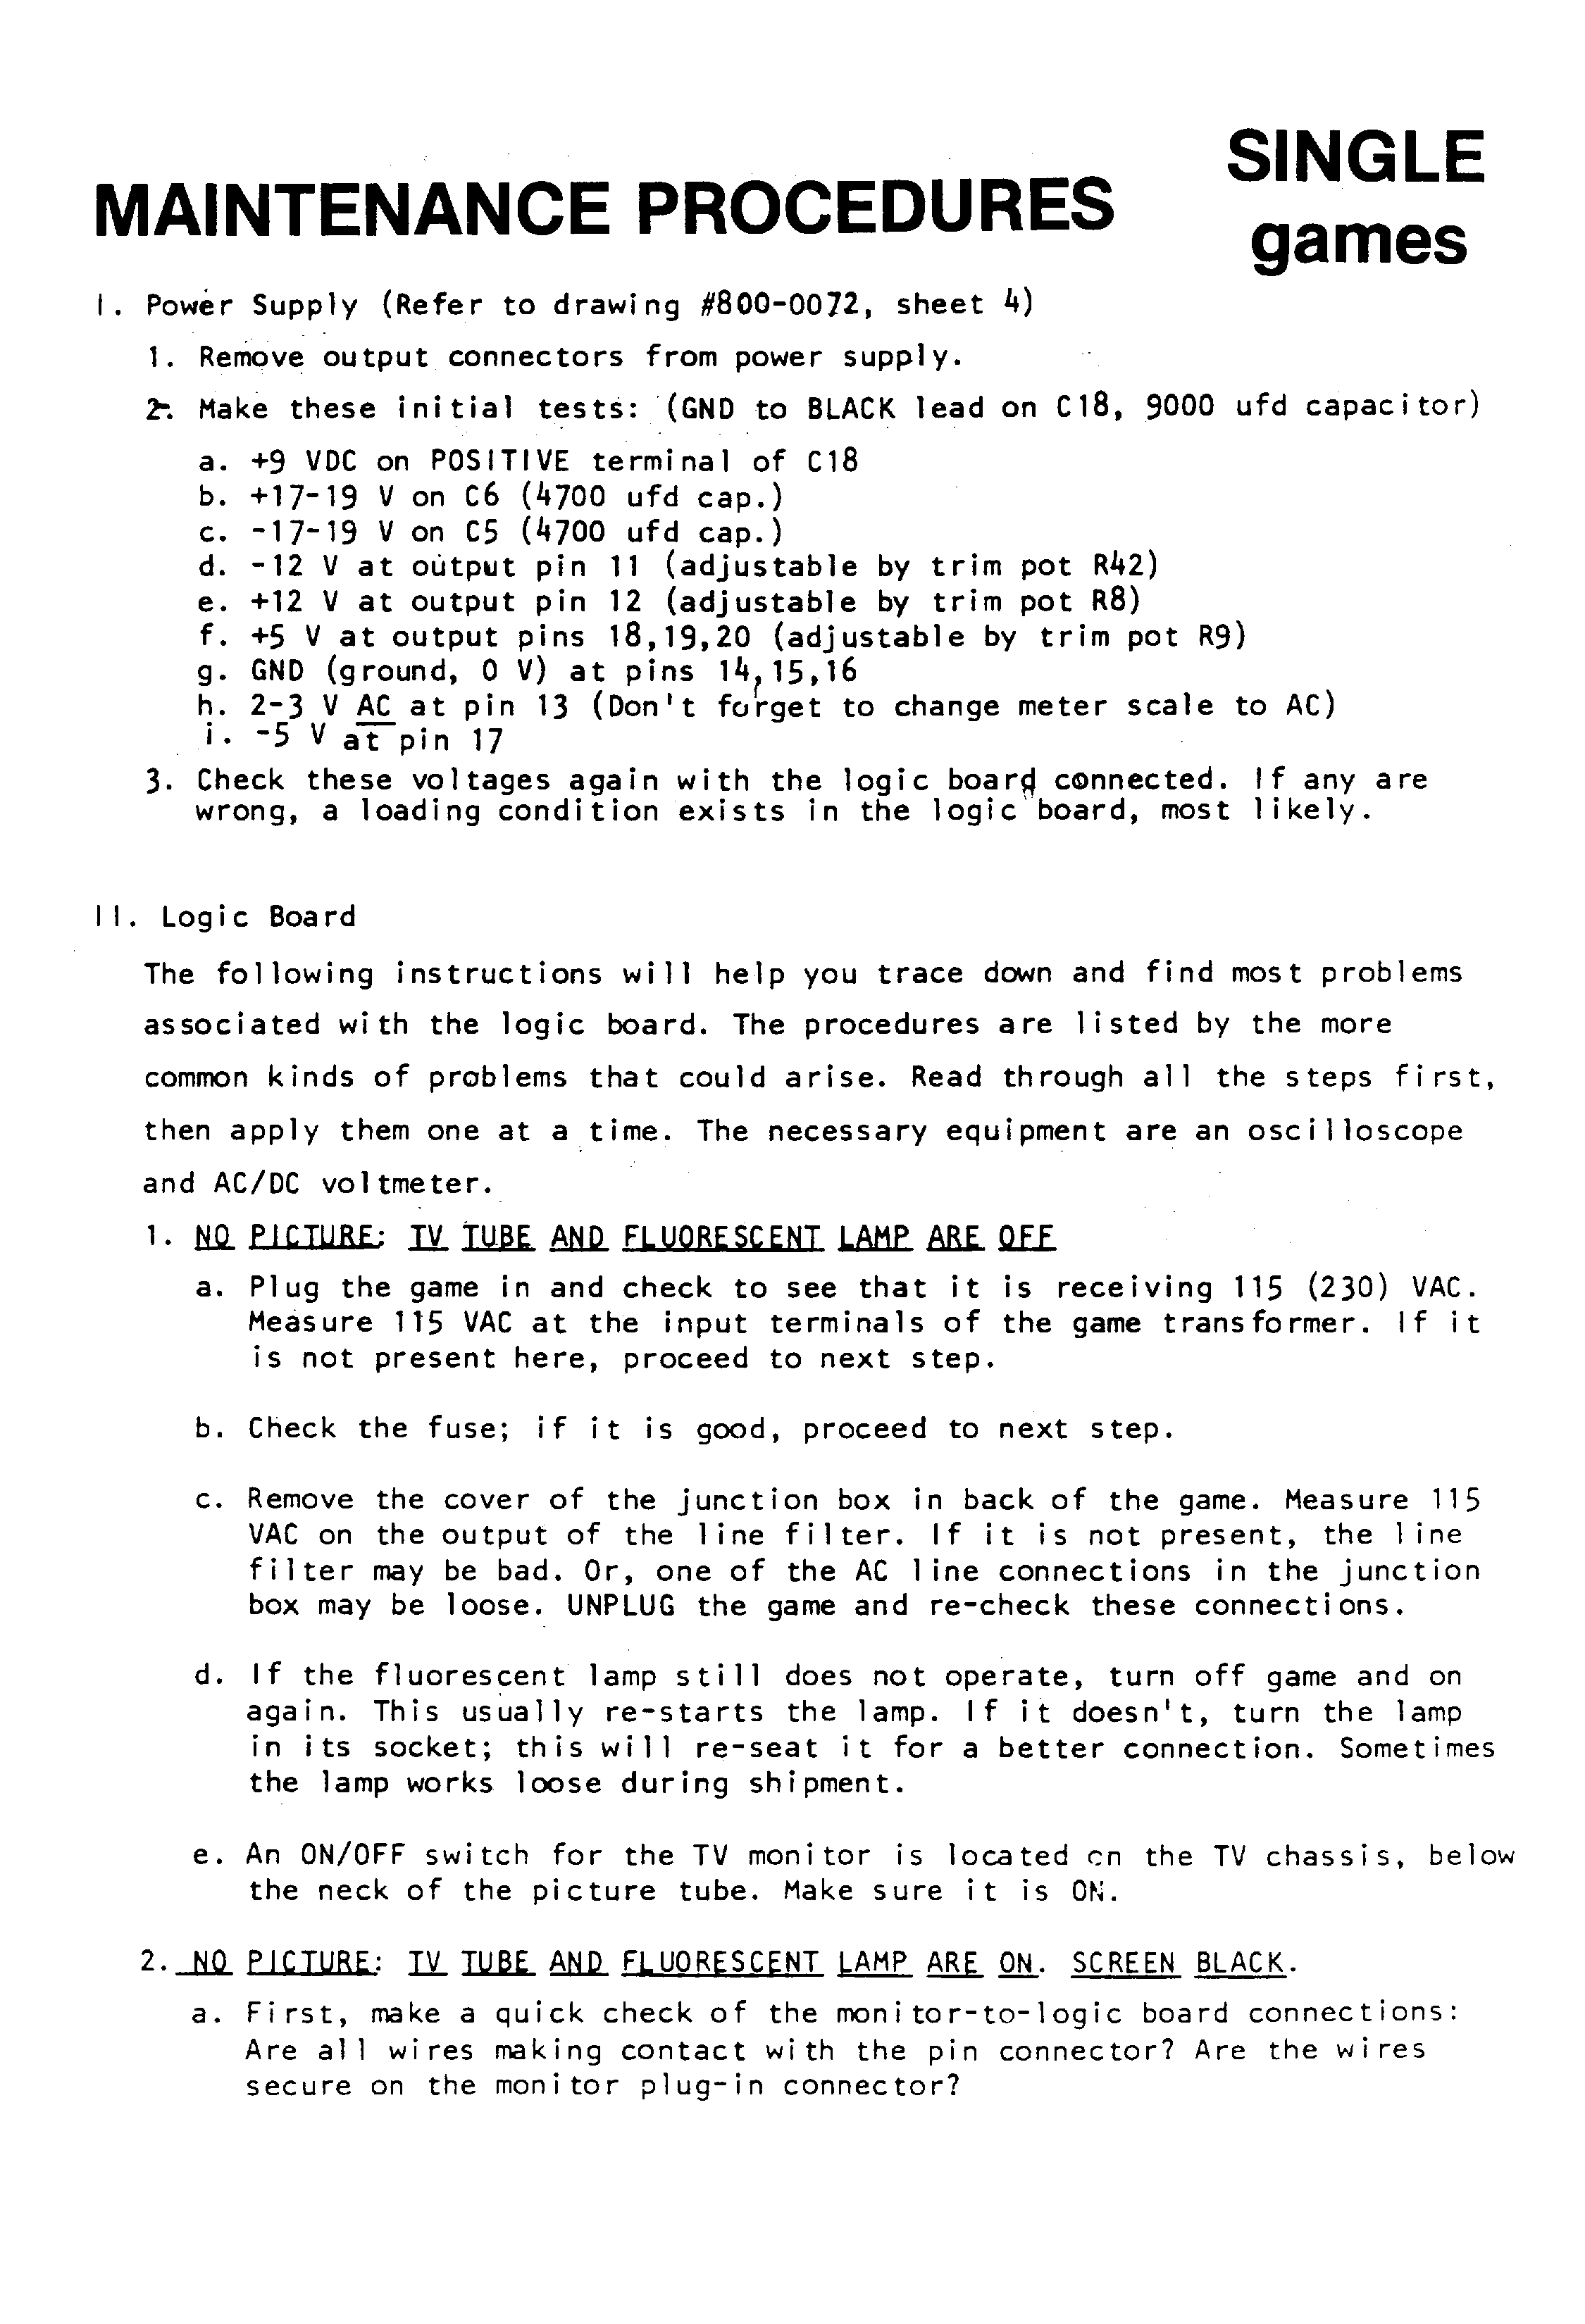 MAINTENANCE PROCEDURES
SINGLE
games
I. Power Supply (Refer to drawing #800-0072, sheet 4)
1. Remove output connectors from power supply.
2. Make these initial tests: (GND to BLACK lead on C18, 9000 ufd capacitor)
a. +9 VDC on POSITIVE terminal of C18
b. +17-19 V on C6 (4700 ufd cap.)
c. -17-19 V on C5 (4700 ufd cap.)
d. -12 V at output pin 11 (adjustable by trim pot R42)
e. +12 V at output pin 12 (adjustable by trim pot R8)
f. +5 V at output pins 18,19,20 (adjustable by trim pot R9)
g. GND (ground, 0 V) at pins 14,15,16
h. 2-3 V AC at pin 13 (Don't forget to change meter scale to AC)
i. -5 V at pin 17
3. Check these voltages again with the logic board connected. If any are
wrong, a loading condition exists in the logic board, most likely.
II. Logic Board
The following instructions will help you trace down and find most problems
associated with the logic board. The procedures are listed by the more
common kinds of problems that could arise. Read through all the steps first,
then apply them one at a time. The necessary equipment are an oscilloscope
and AC/DC voltmeter.
1. NO PICTURE: TV TUBE AND FLUORESCENT LAMP ARE OFF
a. Plug the game in and check to see that it is receiving 115 (230) VAC.
Measure 115 VAC at the input terminals of the game transformer. If it
is not present here, proceed to next step.
b. Check the fuse; if it is good, proceed to next step.
c. Remove the cover of the junction box in back of the game. Measure 115
VAC on the output of the line filter. If it is not present, the line
filter may be bad. Or, one of the AC line connections in the junction
box may be loose. UNPLUG the game and re-check these connections.
d. If the fluorescent lamp still does not operate, turn off game and on
again. This usually re-starts the lamp. If it doesn't, turn the lamp
in its socket; this will re-seat it for a better connection. Sometimes
the lamp works loose during shipment.
e. An ON/OFF switch for the TV monitor is located on the TV chassis, below
the neck of the picture tube. Make sure it is ON.
2. NO PICTURE: TV TUBE AND FLUORESCENT LAMP ARE ON. SCREEN BLACK.
a. First, make a quick check of the monitor-to-logic board connections:
Are all wires making contact with the pin connector? Are the wires
secure on the monitor plug-in connector?